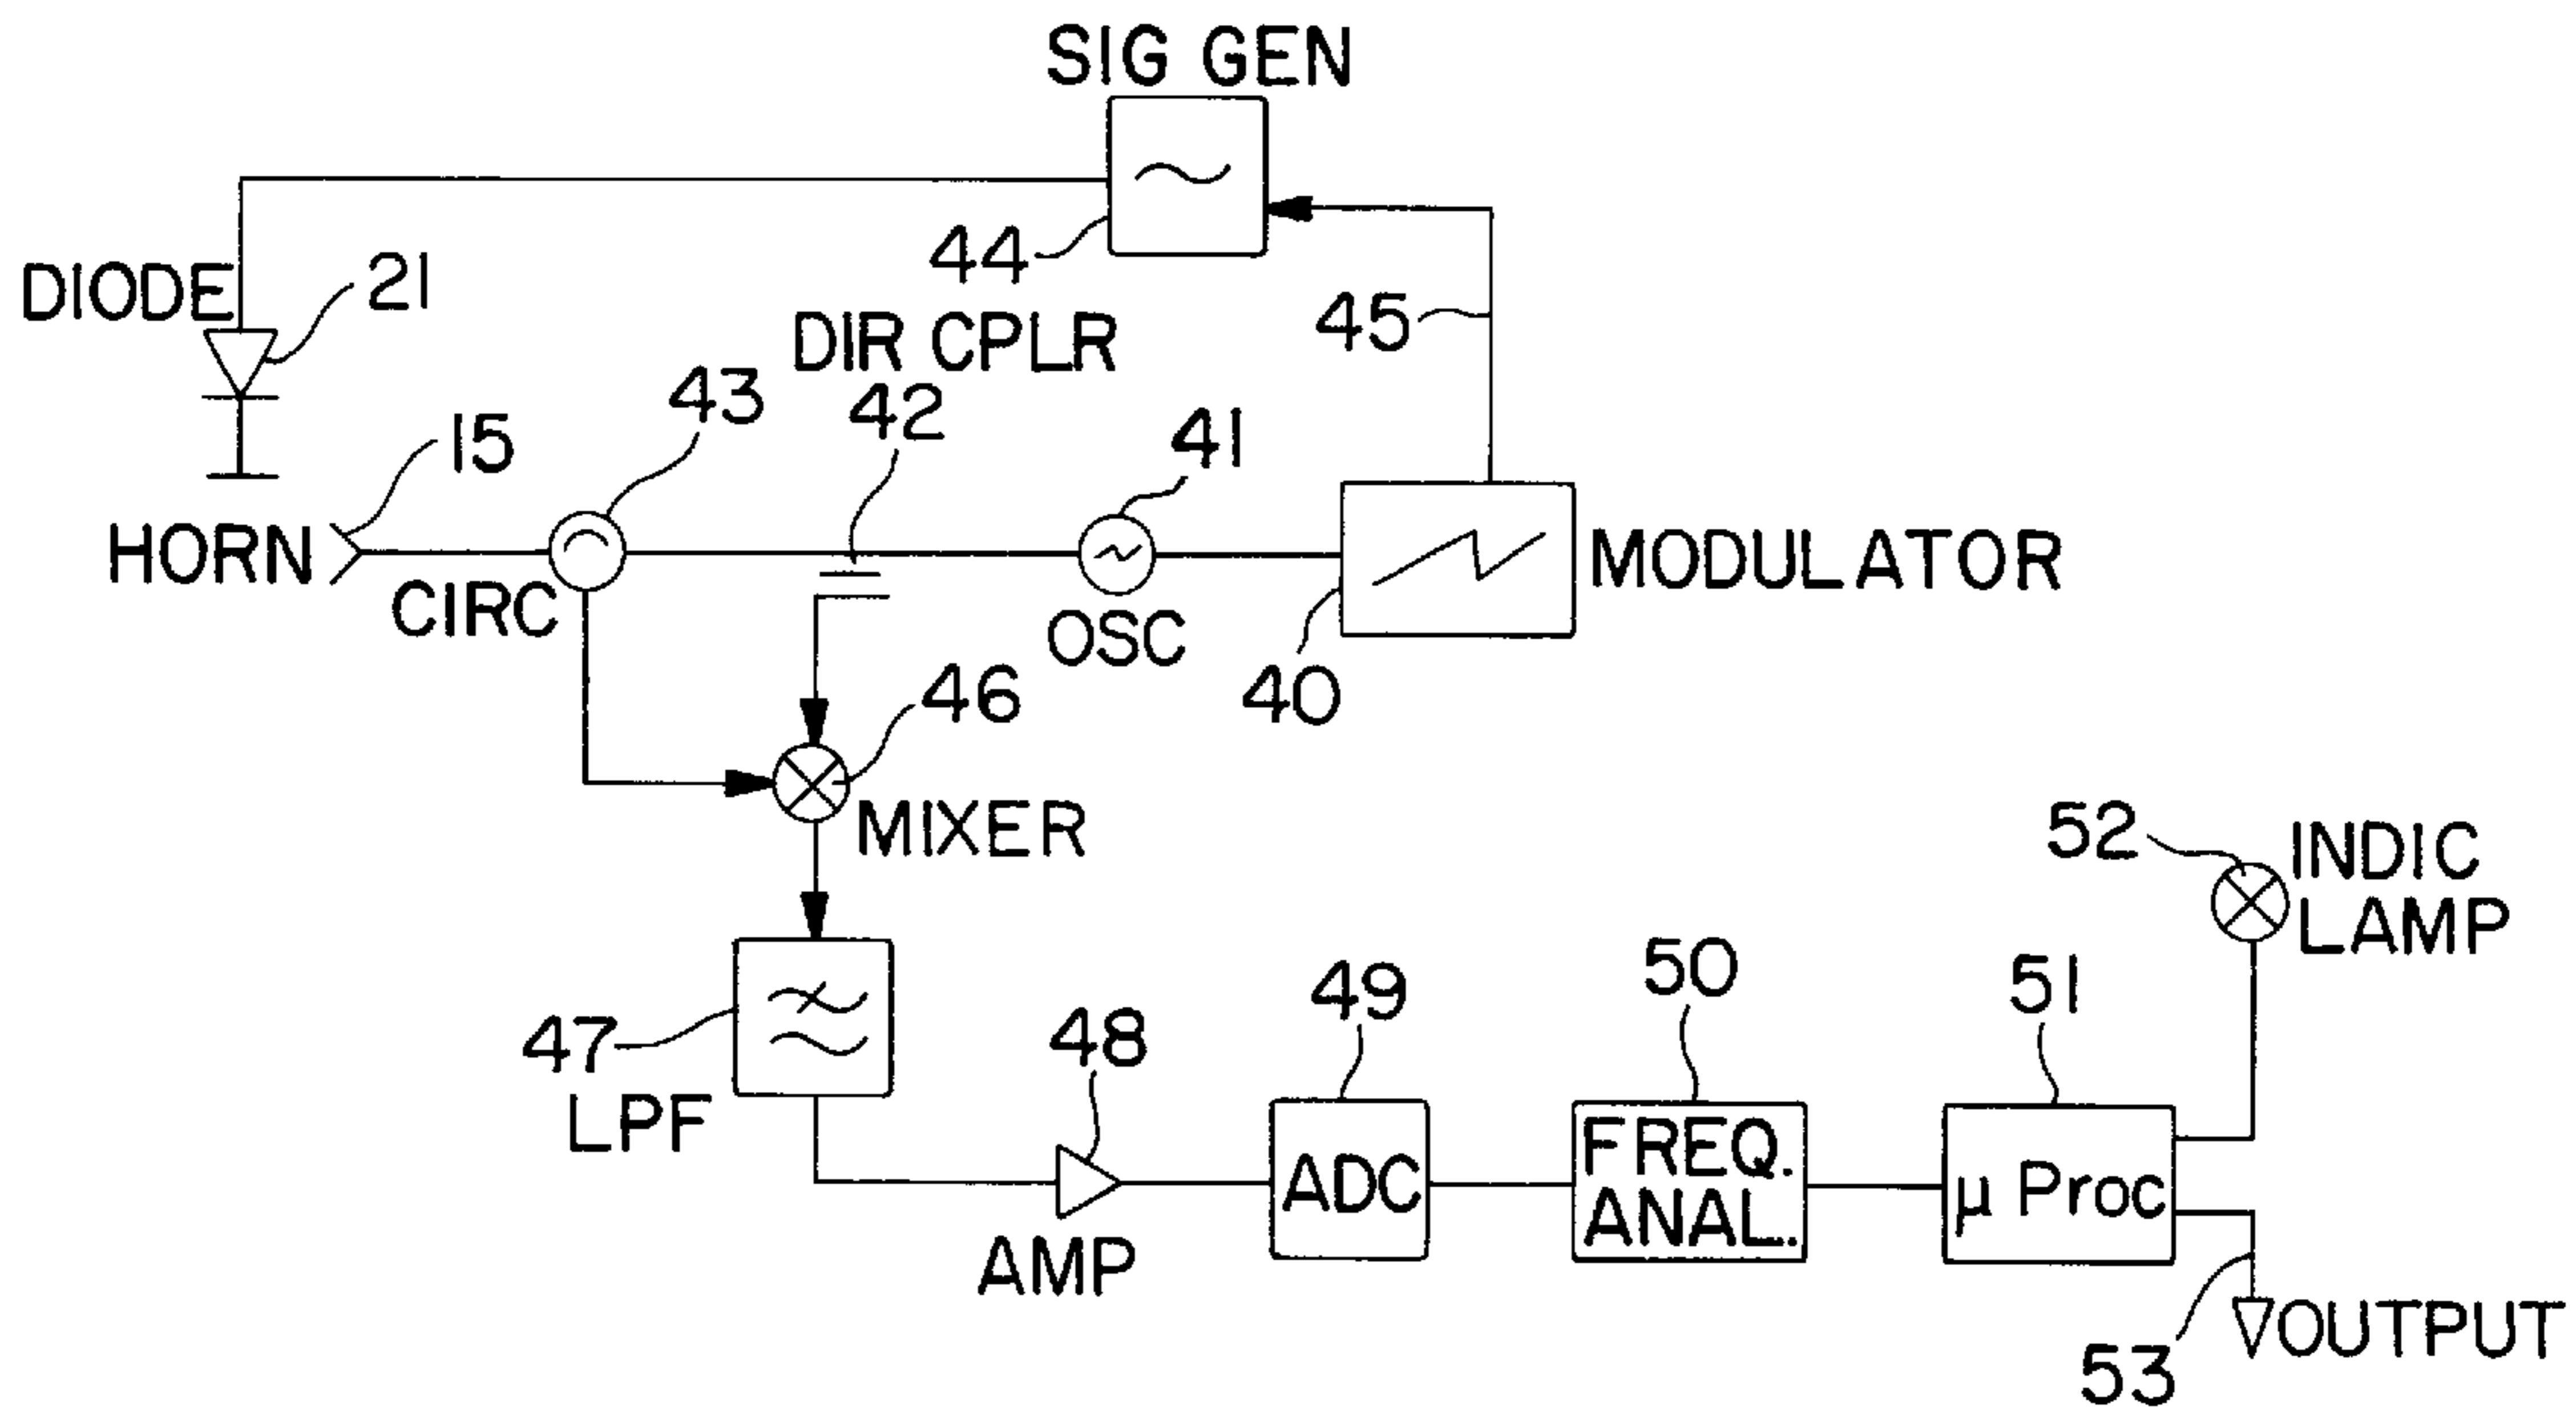 SIG GEN
44
DIODE
21
45
DIR CPLR
43
42
15
41
HORN
CIRC
OSC
MODULATOR
40
46
MIXER
52
INDIC
LAMP
47
LPF
48
49
50
51
ADC
FREQ.
ANAL.
μ Proc
AMP
53
OUTPUT